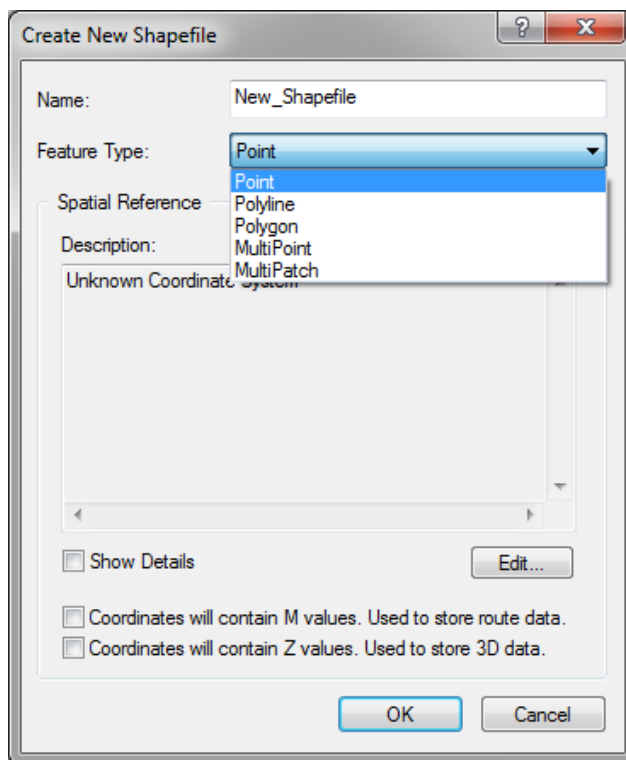 Create New Shapefile
Name:
New_Shapefile
Feature Type:
Point
Point
Polyline
Polygon
MultiPoint
MultiPatch
Spatial Reference
Description:
Unknown Coordinate System
Show Details
Edit...
Coordinates will contain M values. Used to store route data.
Coordinates will contain Z values. Used to store 3D data.
OK
Cancel